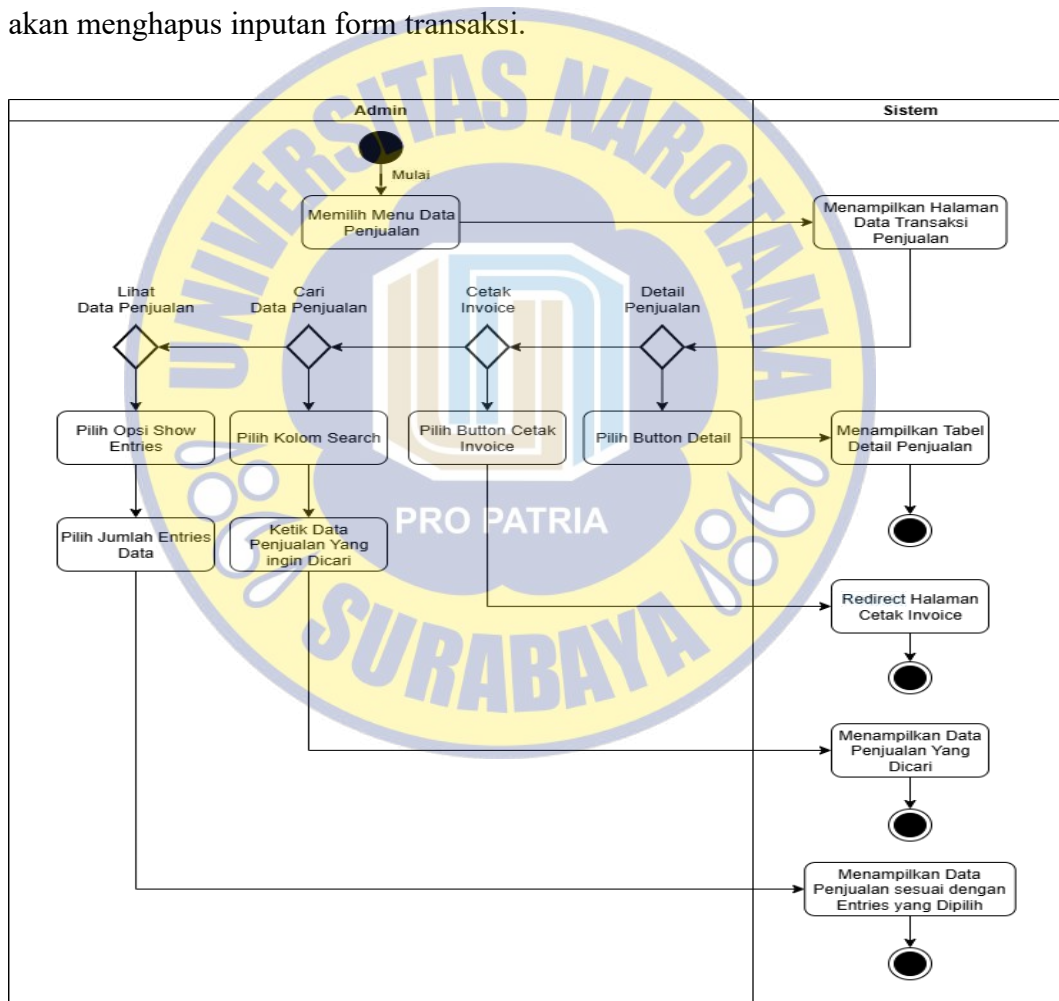 akan menghapus inputan form transaksi.
Admin
Sistem
Mulai
Memilih Menu Data
Penjualan
Menampilkan Halaman
Data Transaksi
Penjualan
Lihat
Data Penjualan
Cari
Data Penjualan
Cetak
Invoice
Detail
Penjualan
Pilih Opsi Show
Entries
Pilih Kolom Search
Pilih Button Cetak
Invoice
Pilih Button Detail
Menampilkan Tabel
Detail Penjualan
Pilih Jumlah Entries
Data
Ketik Data
Penjualan Yang
ingin Dicari
Redirect Halaman
Cetak Invoice
Menampilkan Data
Penjualan Yang
Dicari
Menampilkan Data
Penjualan sesuai dengan
Entries yang Dipilih
UNIVERSITAS NAROTAMA
PRO PATRIA
SURABAYA